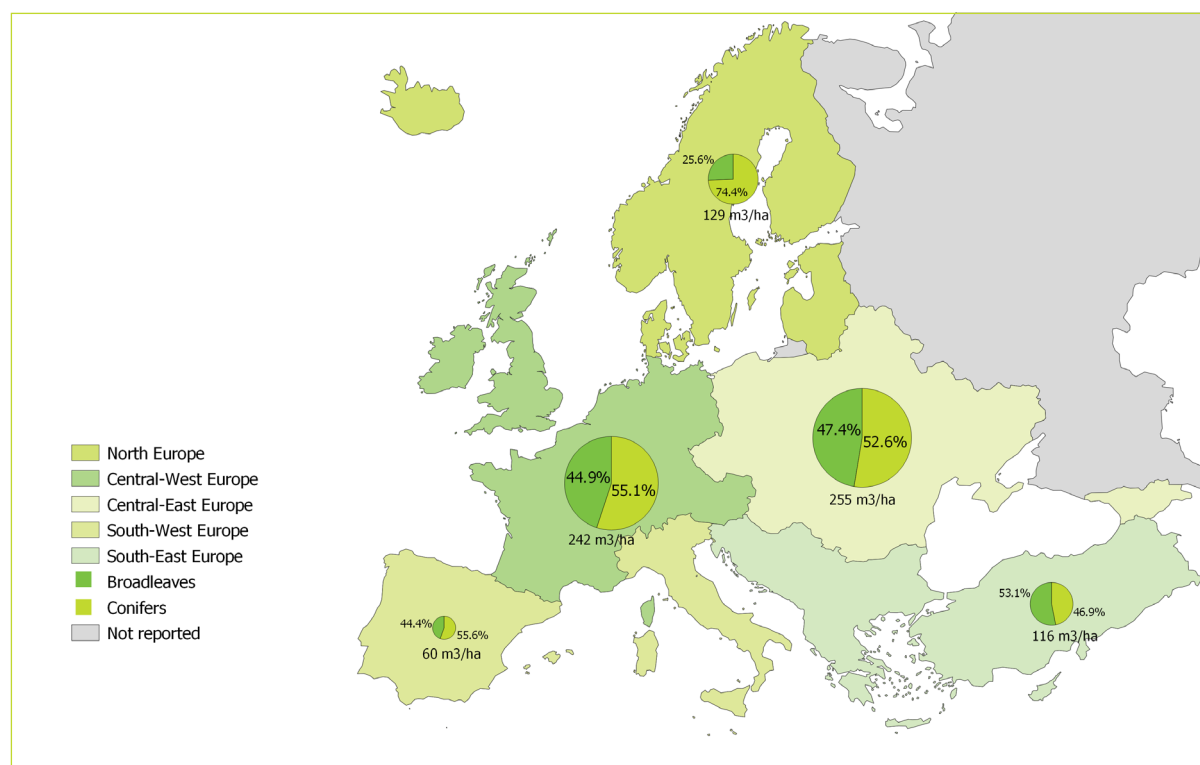 25.6%
74.4%
129 m3/ha
47.4%
52.6%
255 m3/ha
44.9%
55.1%
242 m3/ha
44.4%
55.6%
60 m3/ha
53.1%
46.9%
116 m3/ha
North Europe
Central-West Europe
Central-East Europe
South-West Europe
South-East Europe
Broadleaves
Conifers
Not reported